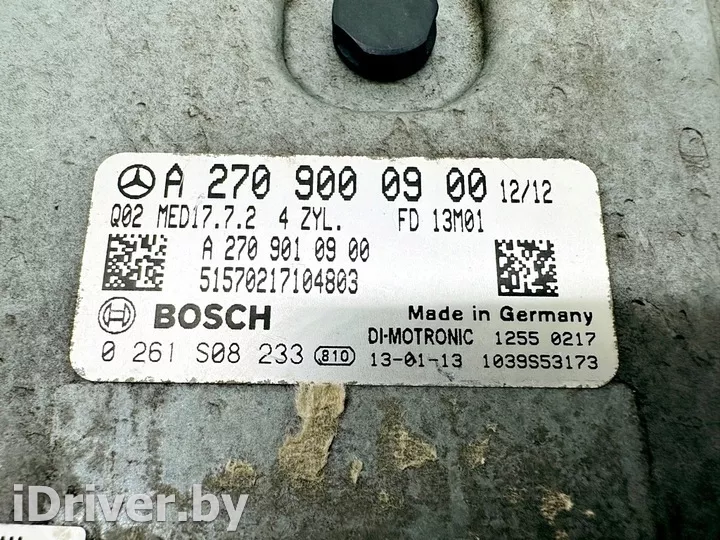 A 270 900 09 00 12/12
Q02 MED17.7.2 4 ZYL. FD 13M01
A 270 901 09 00
51570217104803
BOSCH Made in Germany
DI-MOTRONIC 1255 0217
0 261 S08 233 810 13-01-13 1039S53173
iDriver.by